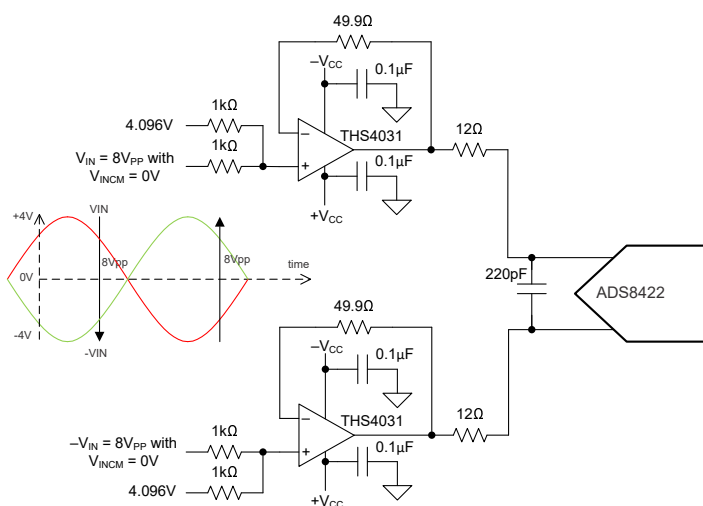 49.9Ω
–VCC
0.1µF
1kΩ
4.096V
THS4031
1kΩ
VIN = 8VPP with
VINCM = 0V
0.1µF
12Ω
+VCC
+4V
VIN
8Vpp
8Vpp
time
0V
-4V
-VIN
220pF
ADS8422
49.9Ω
–VCC
0.1µF
THS4031
12Ω
1kΩ
–VIN = 8VPP with
VINCM = 0V
1kΩ
0.1µF
4.096V
+VCC